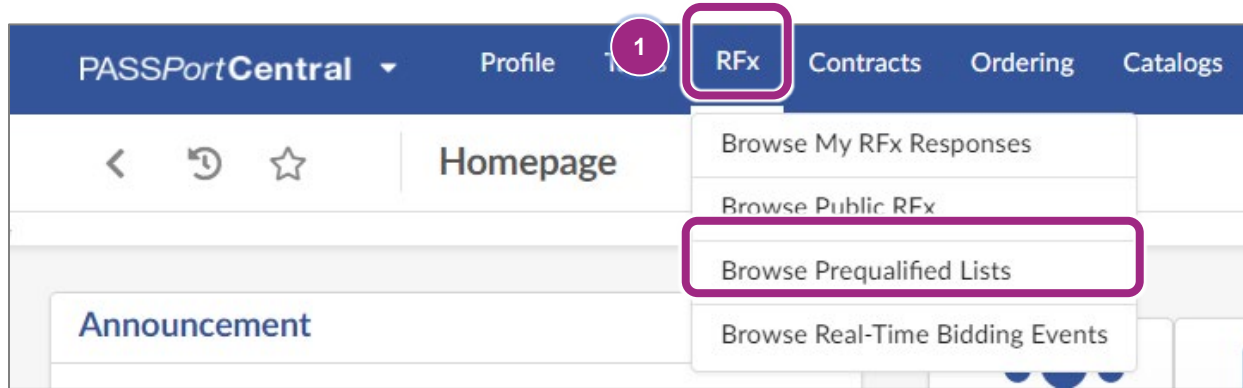 PASSPortCentral Profile 1 RFx Contracts Ordering Catalogs
Homepage
Browse My RFx Responses
Browse Public RFx
Browse Prequalified Lists
Browse Real-Time Bidding Events
Announcement